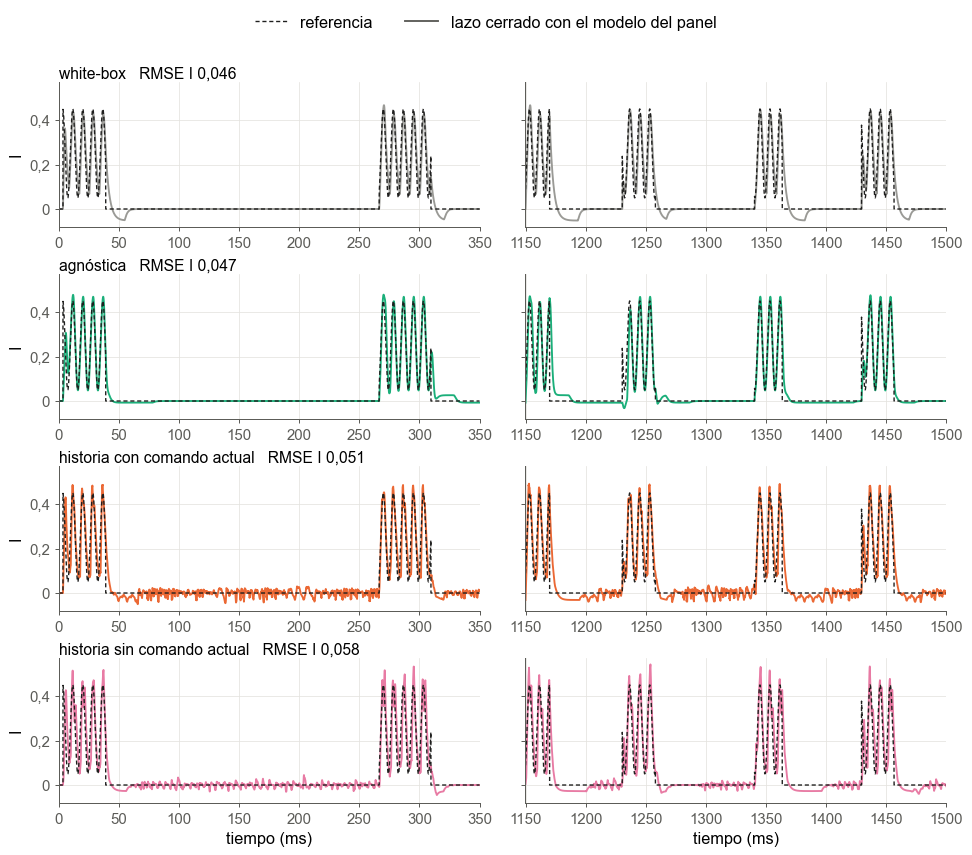 referencia lazo cerrado con el modelo del panel
white-box RMSE I 0,046
0,4
0,2
0
I
0 50 100 150 200 250 300 350 1150 1200 1250 1300 1350 1400 1450 1500
agnóstica RMSE I 0,047
0,4
0,2
0
I
0 50 100 150 200 250 300 350 1150 1200 1250 1300 1350 1400 1450 1500
historia con comando actual RMSE I 0,051
0,4
0,2
0
I
0 50 100 150 200 250 300 350 1150 1200 1250 1300 1350 1400 1450 1500
historia sin comando actual RMSE I 0,058
0,4
0,2
0
I
0 50 100 150 200 250 300 350 1150 1200 1250 1300 1350 1400 1450 1500
tiempo (ms) tiempo (ms)